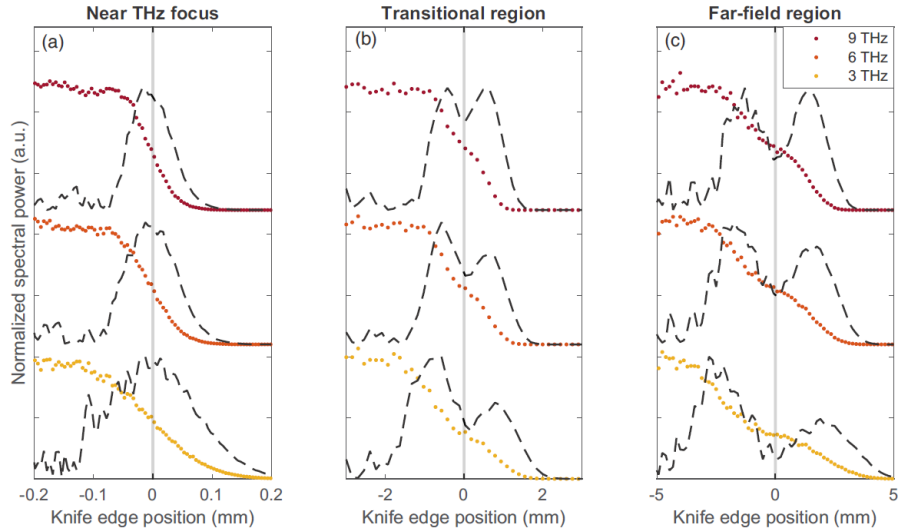 Near THz focus
Transitional region
Far-field region
Normalized spectral power (a.u.)
(a)
(b)
(c)
9 THz
6 THz
3 THz
-0.2 -0.1 0 0.1 0.2
-2 0 2
-5 0 5
Knife edge position (mm)
Knife edge position (mm)
Knife edge position (mm)